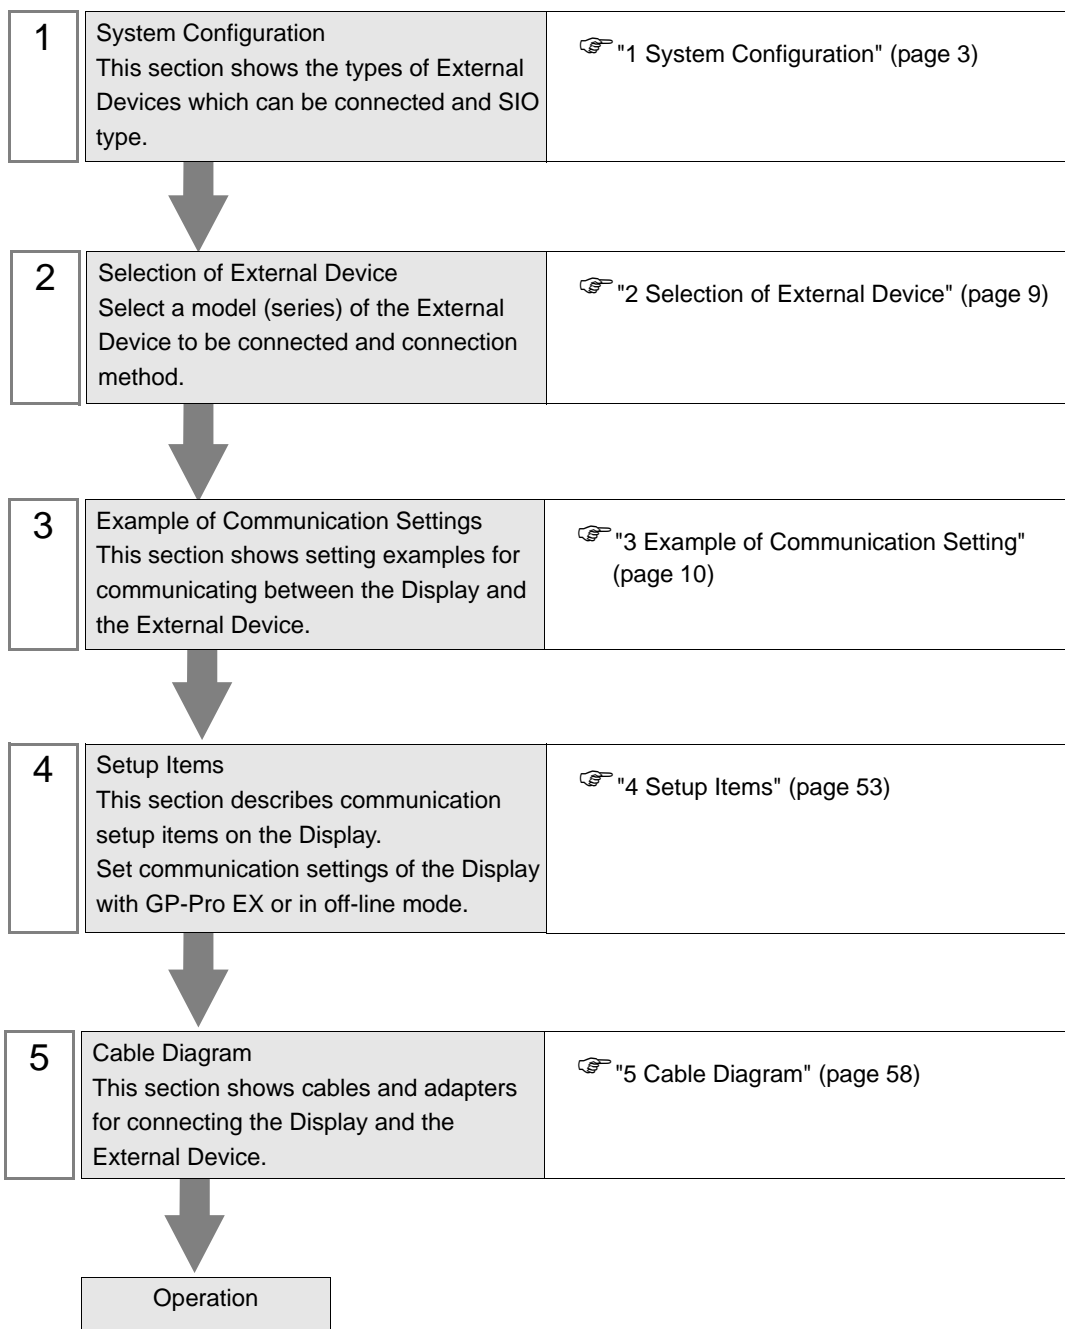 1
System Configuration
This section shows the types of External
Devices which can be connected and SIO
type.
"1 System Configuration" (page 3)
2
Selection of External Device
Select a model (series) of the External
Device to be connected and connection
method.
"2 Selection of External Device" (page 9)
3
Example of Communication Settings
This section shows setting examples for
communicating between the Display and
the External Device.
"3 Example of Communication Setting"
(page 10)
4
Setup Items
This section describes communication
setup items on the Display.
Set communication settings of the Display
with GP-Pro EX or in off-line mode.
"4 Setup Items" (page 53)
5
Cable Diagram
This section shows cables and adapters
for connecting the Display and the
External Device.
"5 Cable Diagram" (page 58)
Operation